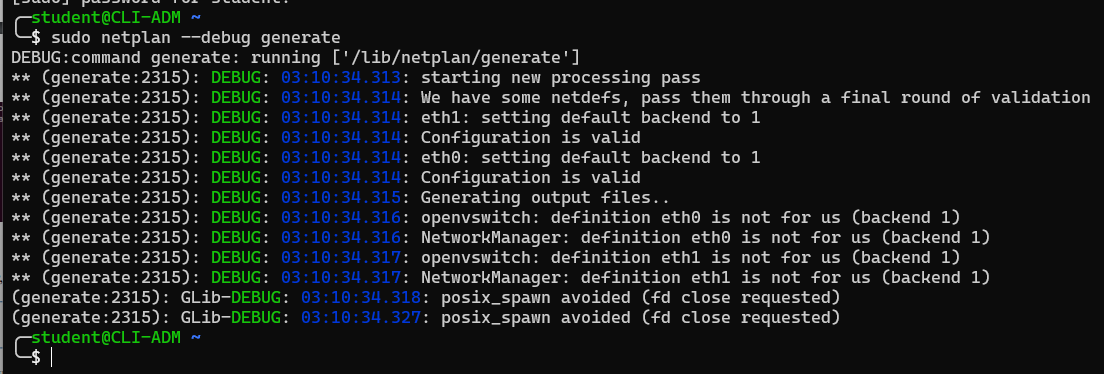 [sudo] password for student:
╭─student@CLI-ADM ~
╰─$ sudo netplan --debug generate
DEBUG:command generate: running ['/lib/netplan/generate']
** (generate:2315): DEBUG: 03:10:34.313: starting new processing pass
** (generate:2315): DEBUG: 03:10:34.314: We have some netdefs, pass them through a final round of validation
** (generate:2315): DEBUG: 03:10:34.314: eth1: setting default backend to 1
** (generate:2315): DEBUG: 03:10:34.314: Configuration is valid
** (generate:2315): DEBUG: 03:10:34.314: eth0: setting default backend to 1
** (generate:2315): DEBUG: 03:10:34.314: Configuration is valid
** (generate:2315): DEBUG: 03:10:34.315: Generating output files..
** (generate:2315): DEBUG: 03:10:34.316: openvswitch: definition eth0 is not for us (backend 1)
** (generate:2315): DEBUG: 03:10:34.316: NetworkManager: definition eth0 is not for us (backend 1)
** (generate:2315): DEBUG: 03:10:34.317: openvswitch: definition eth1 is not for us (backend 1)
** (generate:2315): DEBUG: 03:10:34.317: NetworkManager: definition eth1 is not for us (backend 1)
(generate:2315): GLib-DEBUG: 03:10:34.318: posix_spawn avoided (fd close requested)
(generate:2315): GLib-DEBUG: 03:10:34.327: posix_spawn avoided (fd close requested)
╭─student@CLI-ADM ~
╰─$